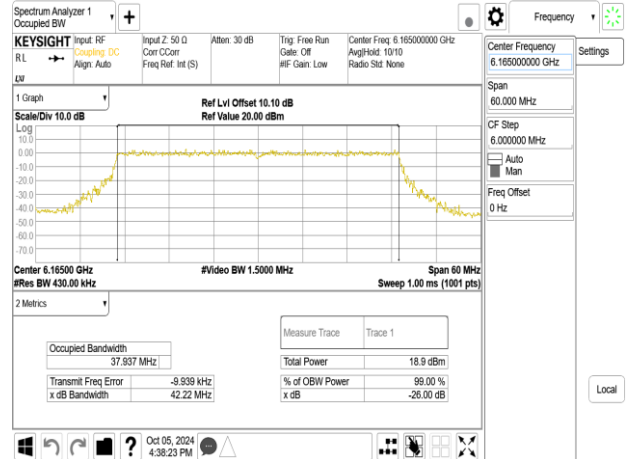 Spectrum Analyzer 1
Occupied BW
Frequency
KEYSIGHT
Input: RF
Coupling: DC
Align: Auto
Input Z: 50 Ω
Corr CCorr
Freq Ref: Int (S)
Atten: 30 dB
Trig: Free Run
Gate: Off
#IF Gain: Low
Center Freq: 6.165000000 GHz
Avg|Hold: 10/10
Radio Std: None
R L
LXI
Center Frequency
6.165000000 GHz
Settings
Span
60.000 MHz
CF Step
6.000000 MHz
Auto
Man
Freq Offset
0 Hz
Local
1 Graph
Scale/Div 10.0 dB
Ref Lvl Offset 10.10 dB
Ref Value 20.00 dBm
Log
10.0
0.00
-10.0
-20.0
-30.0
-40.0
-50.0
-60.0
-70.0
Center 6.16500 GHz
#Video BW 1.5000 MHz
Span 60 MHz
#Res BW 430.00 kHz
Sweep 1.00 ms (1001 pts)
2 Metrics
Measure Trace Trace 1
Occupied Bandwidth
37.937 MHz
Total Power 18.9 dBm
Transmit Freq Error -9.939 kHz
% of OBW Power 99.00 %
x dB Bandwidth 42.22 MHz
x dB -26.00 dB
?
Oct 05, 2024
4:38:23 PM